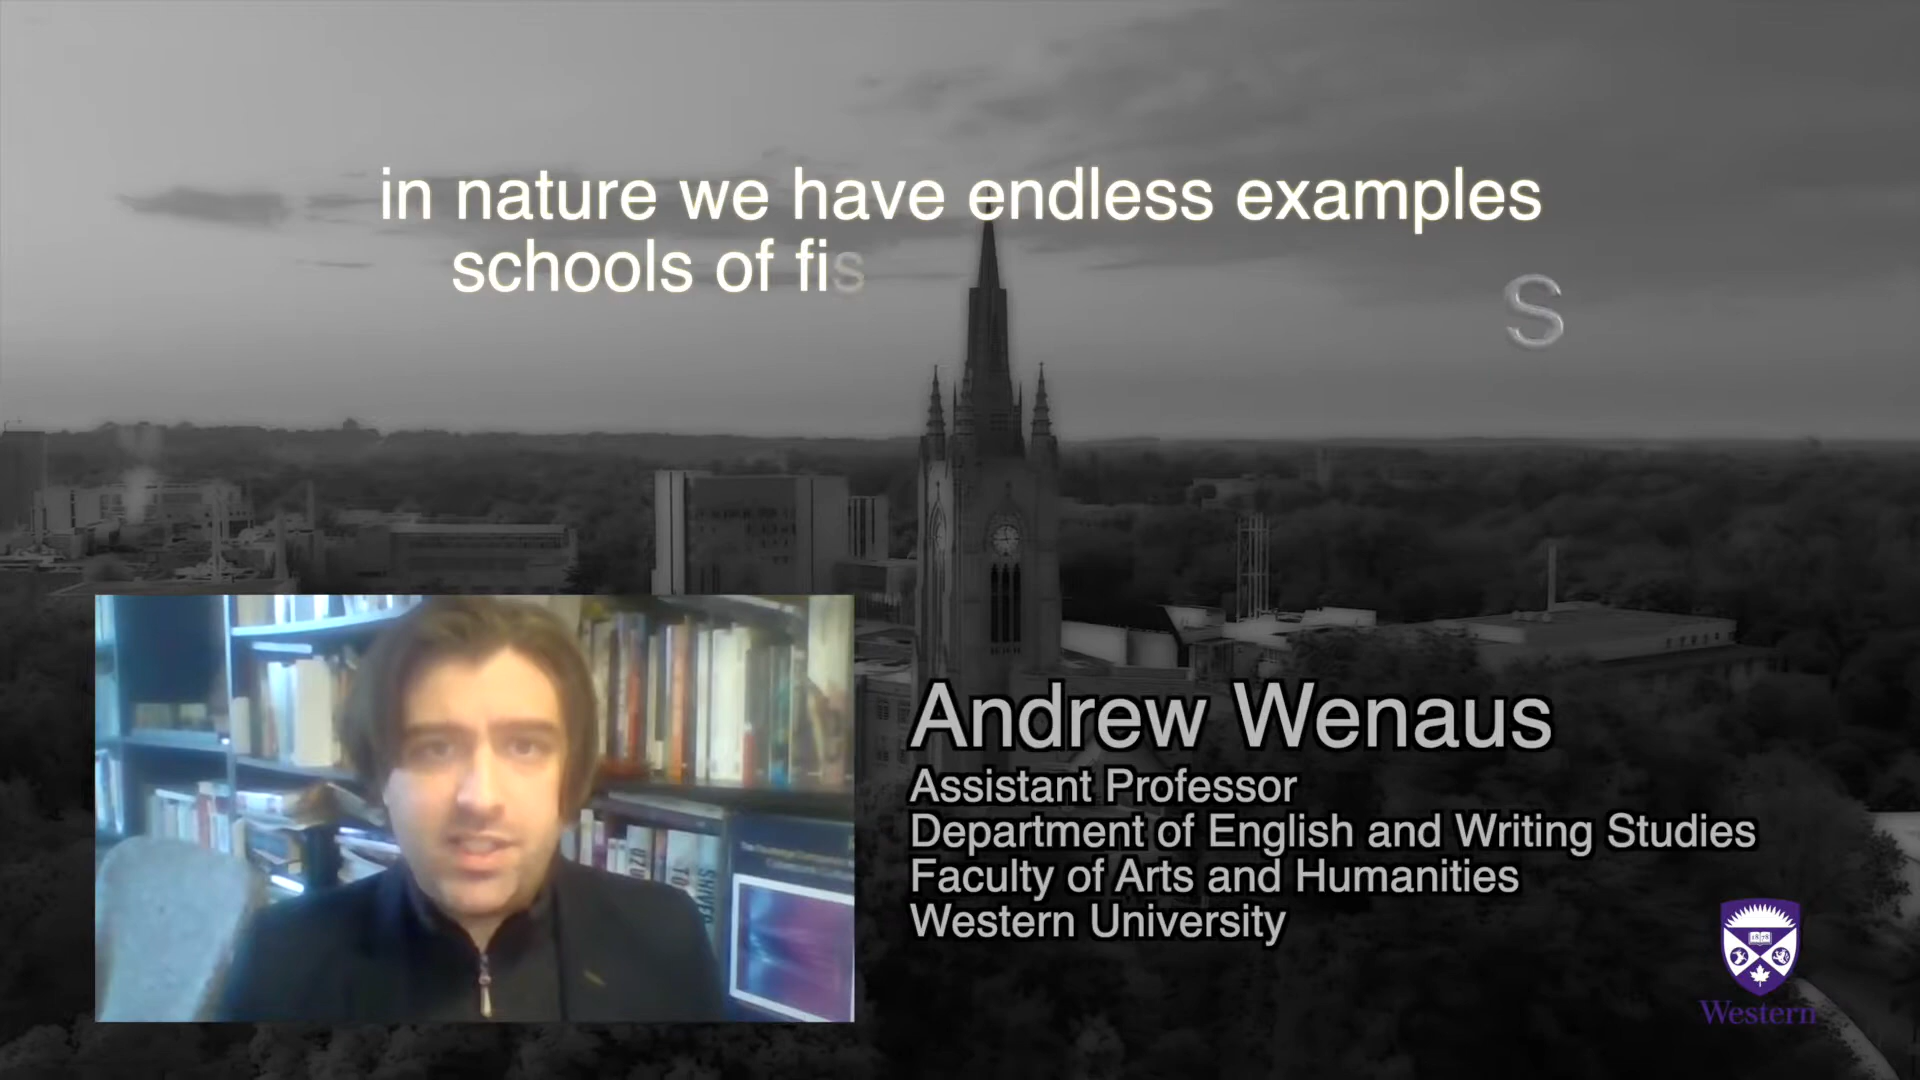 in nature we have endless examples
schools of fis
S
Andrew Wenaus
Assistant Professor
Department of English and Writing Studies
Faculty of Arts and Humanities
Western University
Western